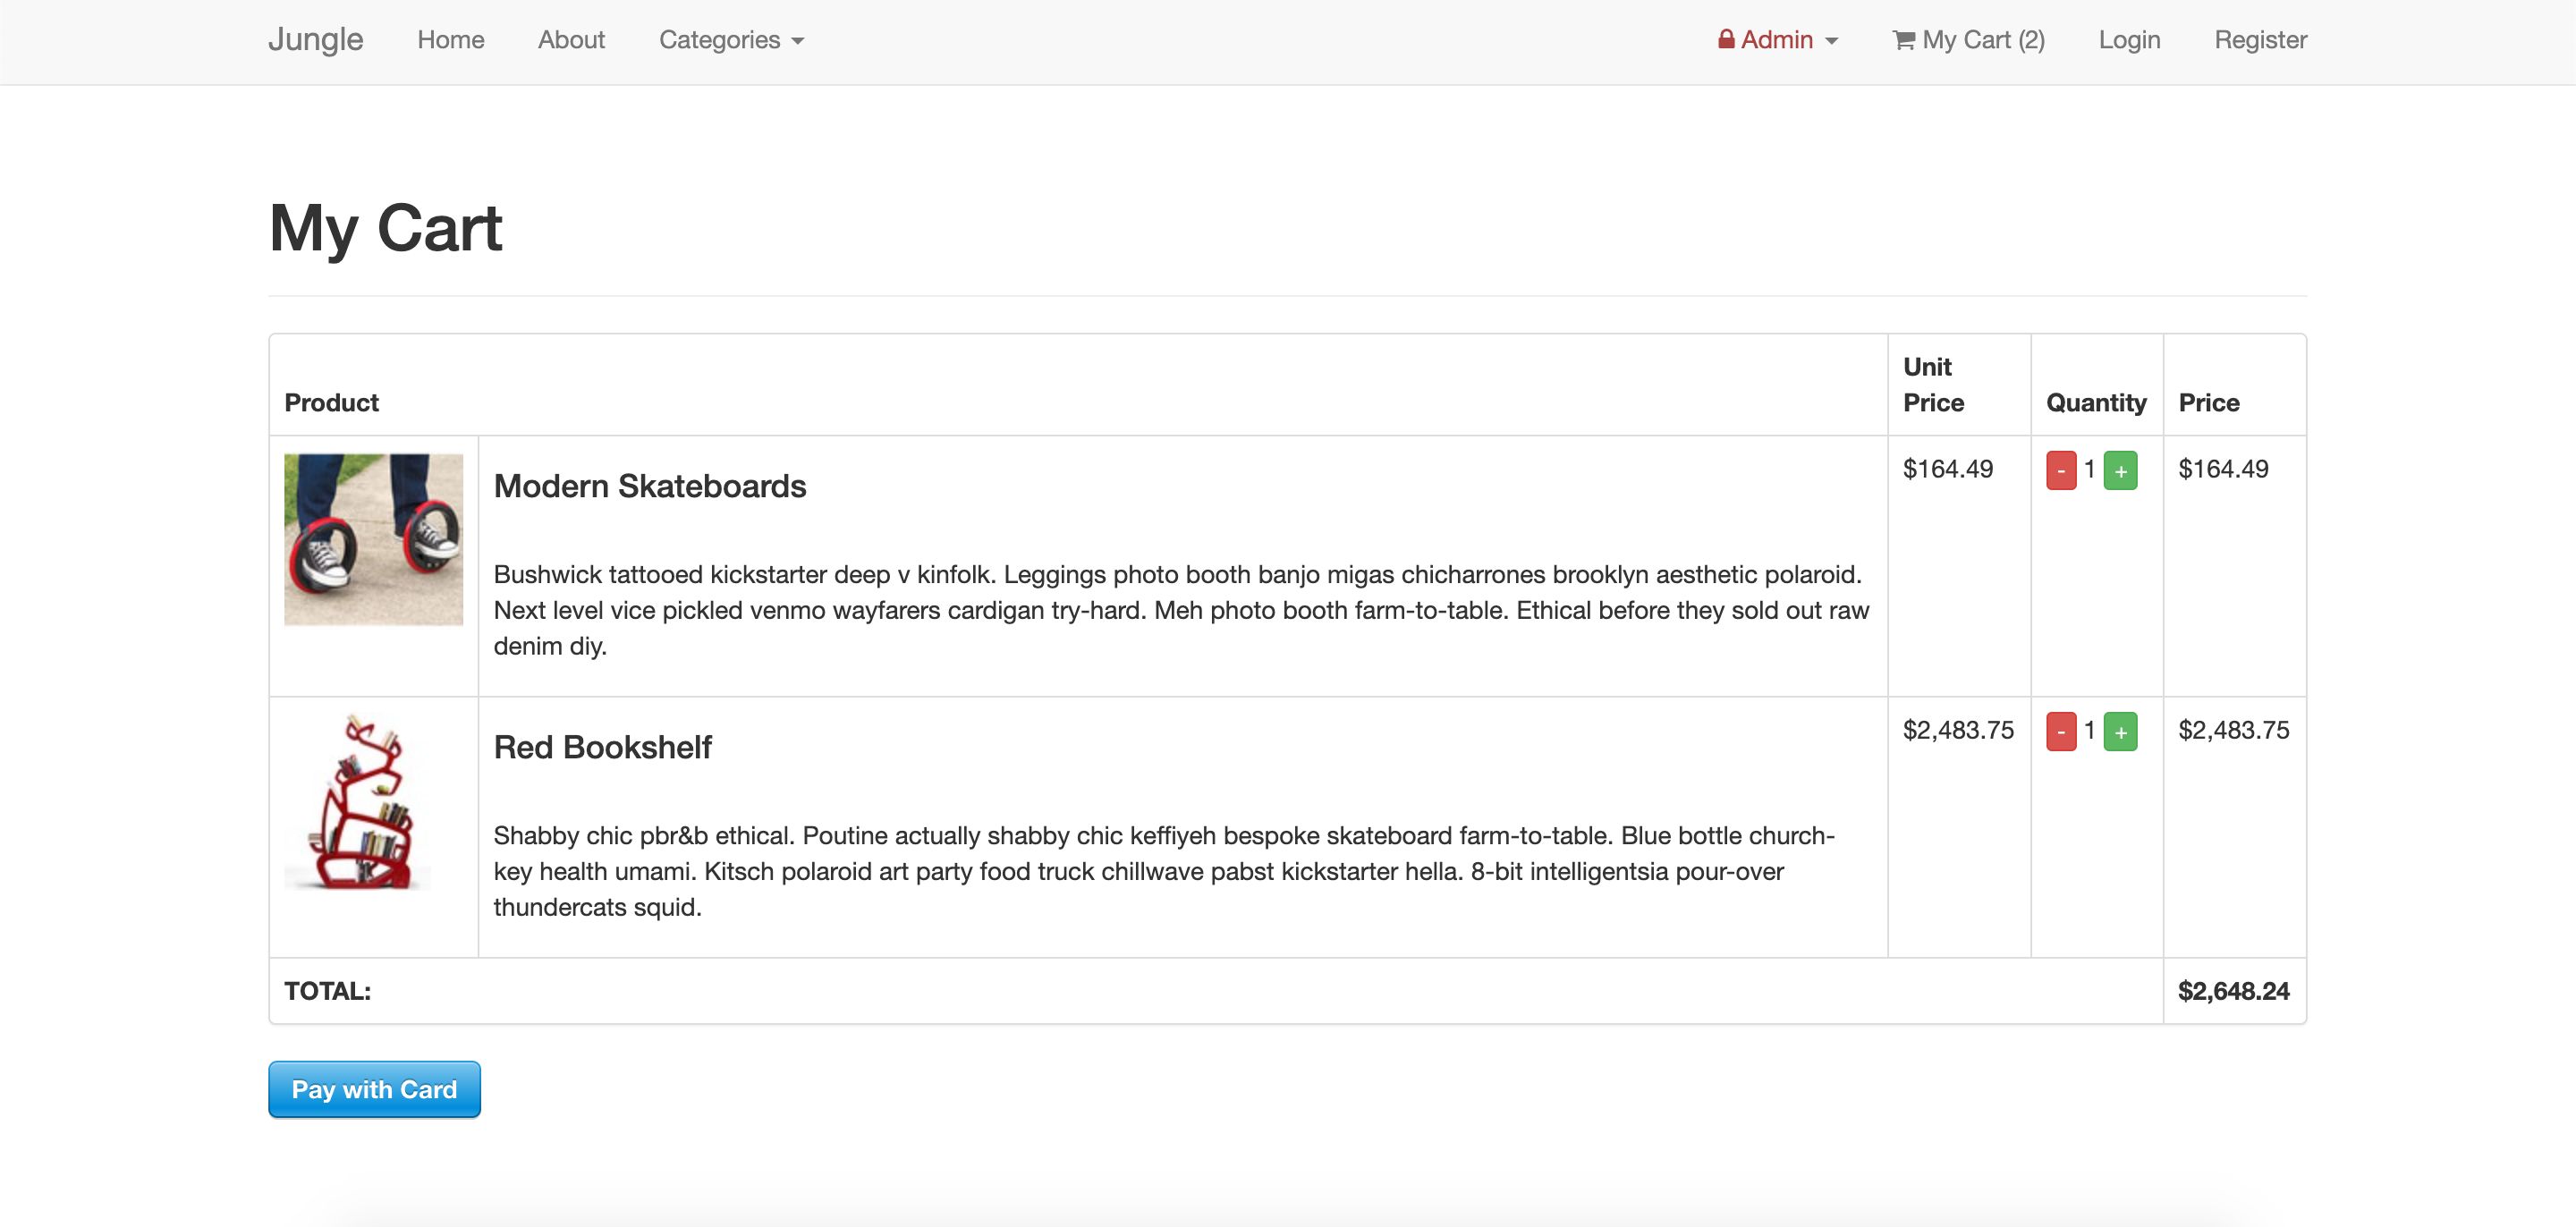 Jungle Home About Categories Admin My Cart (2) Login Register
My Cart
Product Unit Price Quantity Price
Modern Skateboards $164.49 - 1 + $164.49
Bushwick tattooed kickstarter deep v kinfolk. Leggings photo booth banjo migas chicharrones brooklyn aesthetic polaroid.
Next level vice pickled venmo wayfarers cardigan try-hard. Meh photo booth farm-to-table. Ethical before they sold out raw
denim diy.
Red Bookshelf $2,483.75 - 1 + $2,483.75
Shabby chic pbr&b ethical. Poutine actually shabby chic keffiyeh bespoke skateboard farm-to-table. Blue bottle church-
key health umami. Kitsch polaroid art party food truck chillwave pabst kickstarter hella. 8-bit intelligentsia pour-over
thundercats squid.
TOTAL: $2,648.24
Pay with Card